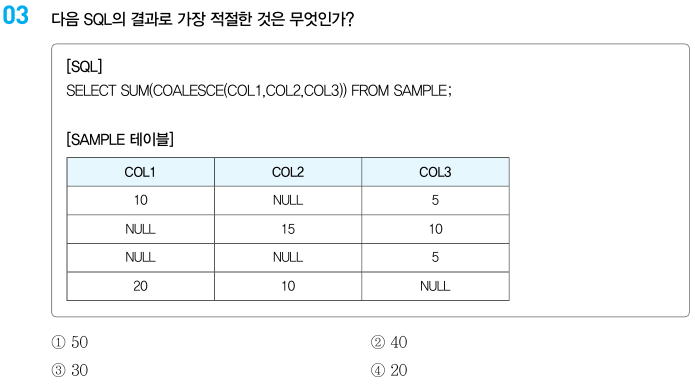 03 다음 SQL의 결과로 가장 적절한 것은 무엇인가?
[SQL]
SELECT SUM(COALESCE(COL1,COL2,COL3)) FROM SAMPLE;
[SAMPLE 테이블]
COL1 COL2 COL3
10 NULL 5
NULL 15 10
NULL NULL 5
20 10 NULL
① 50 ② 40
③ 30 ④ 20